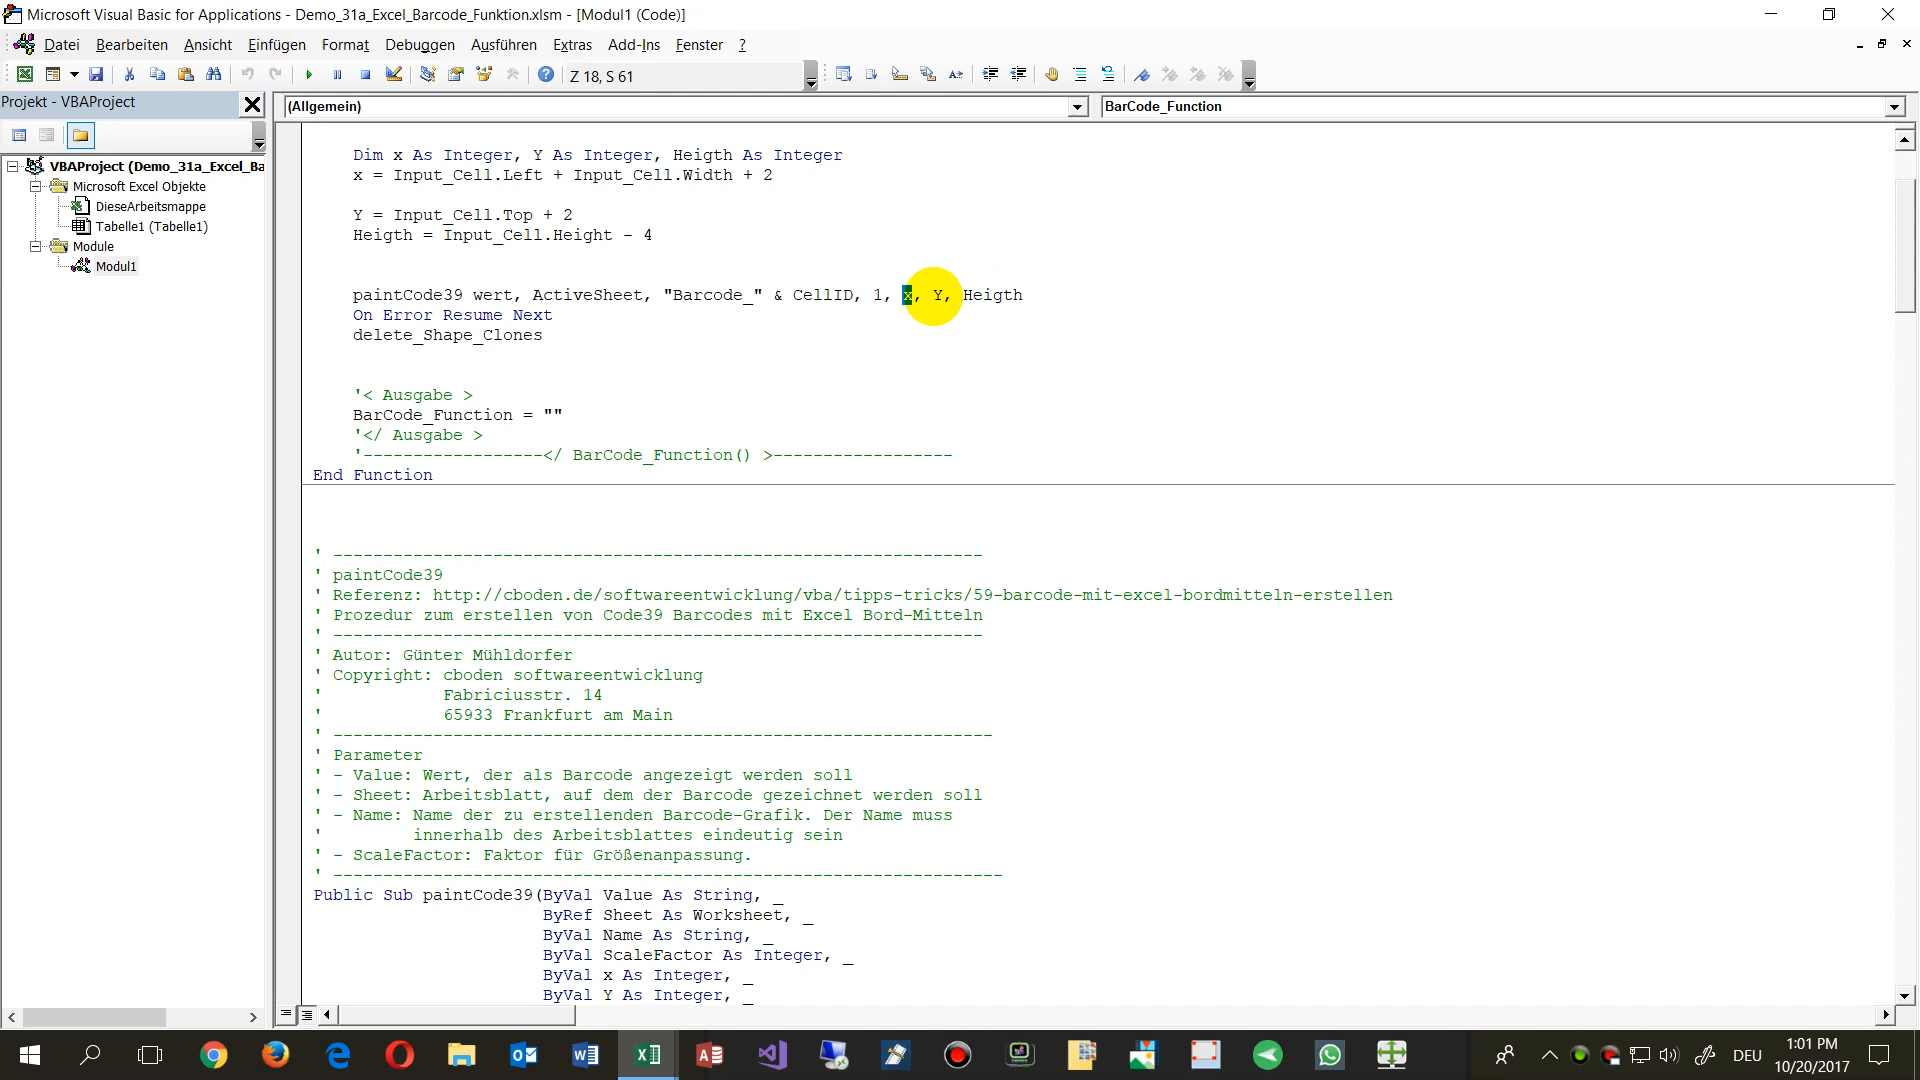 Microsoft Visual Basic for Applications - Demo_31a_Excel_Barcode_Funktion.xlsm - [Modul1 (Code)]
Datei Bearbeiten Ansicht Einfügen Format Debuggen Ausführen Extras Add-Ins Fenster ?
Z 18, S 61
Projekt - VBAProject
(Allgemein)
BarCode_Function
VBAProject (Demo_31a_Excel_Ba
Microsoft Excel Objekte
DieseArbeitsmappe
Tabelle1 (Tabelle1)
Module
Modul1
Dim x As Integer, Y As Integer, Heigth As Integer
x = Input_Cell.Left + Input_Cell.Width + 2
Y = Input_Cell.Top + 2
Heigth = Input_Cell.Height - 4
paintCode39 wert, ActiveSheet, "Barcode_" & CellID, 1, x, Y, Heigth
On Error Resume Next
delete_Shape_Clones
'< Ausgabe >
BarCode_Function = ""
'</ Ausgabe >
'------------------</ BarCode_Function() >------------------
End Function
' -----------------------------------------------------------------
' paintCode39
' Referenz: http://cboden.de/softwareentwicklung/vba/tipps-tricks/59-barcode-mit-excel-bordmitteln-erstellen
' Prozedur zum erstellen von Code39 Barcodes mit Excel Bord-Mitteln
' -----------------------------------------------------------------
' Autor: Günter Mühldorfer
' Copyright: cboden softwareentwicklung
' Fabriciusstr. 14
' 65933 Frankfurt am Main
' ------------------------------------------------------------------
' Parameter
' - Value: Wert, der als Barcode angezeigt werden soll
' - Sheet: Arbeitsblatt, auf dem der Barcode gezeichnet werden soll
' - Name: Name der zu erstellenden Barcode-Grafik. Der Name muss
' innerhalb des Arbeitsblattes eindeutig sein
' - ScaleFactor: Faktor für Größenanpassung.
' -------------------------------------------------------------------
Public Sub paintCode39(ByVal Value As String, _
ByRef Sheet As Worksheet, _
ByVal Name As String, _
ByVal ScaleFactor As Integer, _
ByVal x As Integer, _
ByVal Y As Integer, _
DEU
1:01 PM
10/20/2017